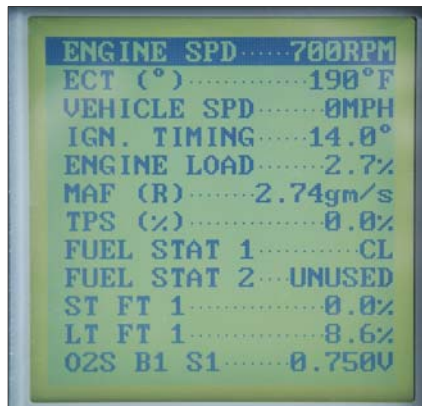 ENGINE SPD······700RPM
ECT (°)··············190°F
VEHICLE SPD·······0MPH
IGN. TIMING·····14.0°
ENGINE LOAD·····2.7%
MAF (R)·······2.74gm/s
TPS (%)···········0.0%
FUEL STAT 1·········CL
FUEL STAT 2···UNUSED
ST FT 1·············0.0%
LT FT 1·············8.6%
O2S B1 S1·······0.750V